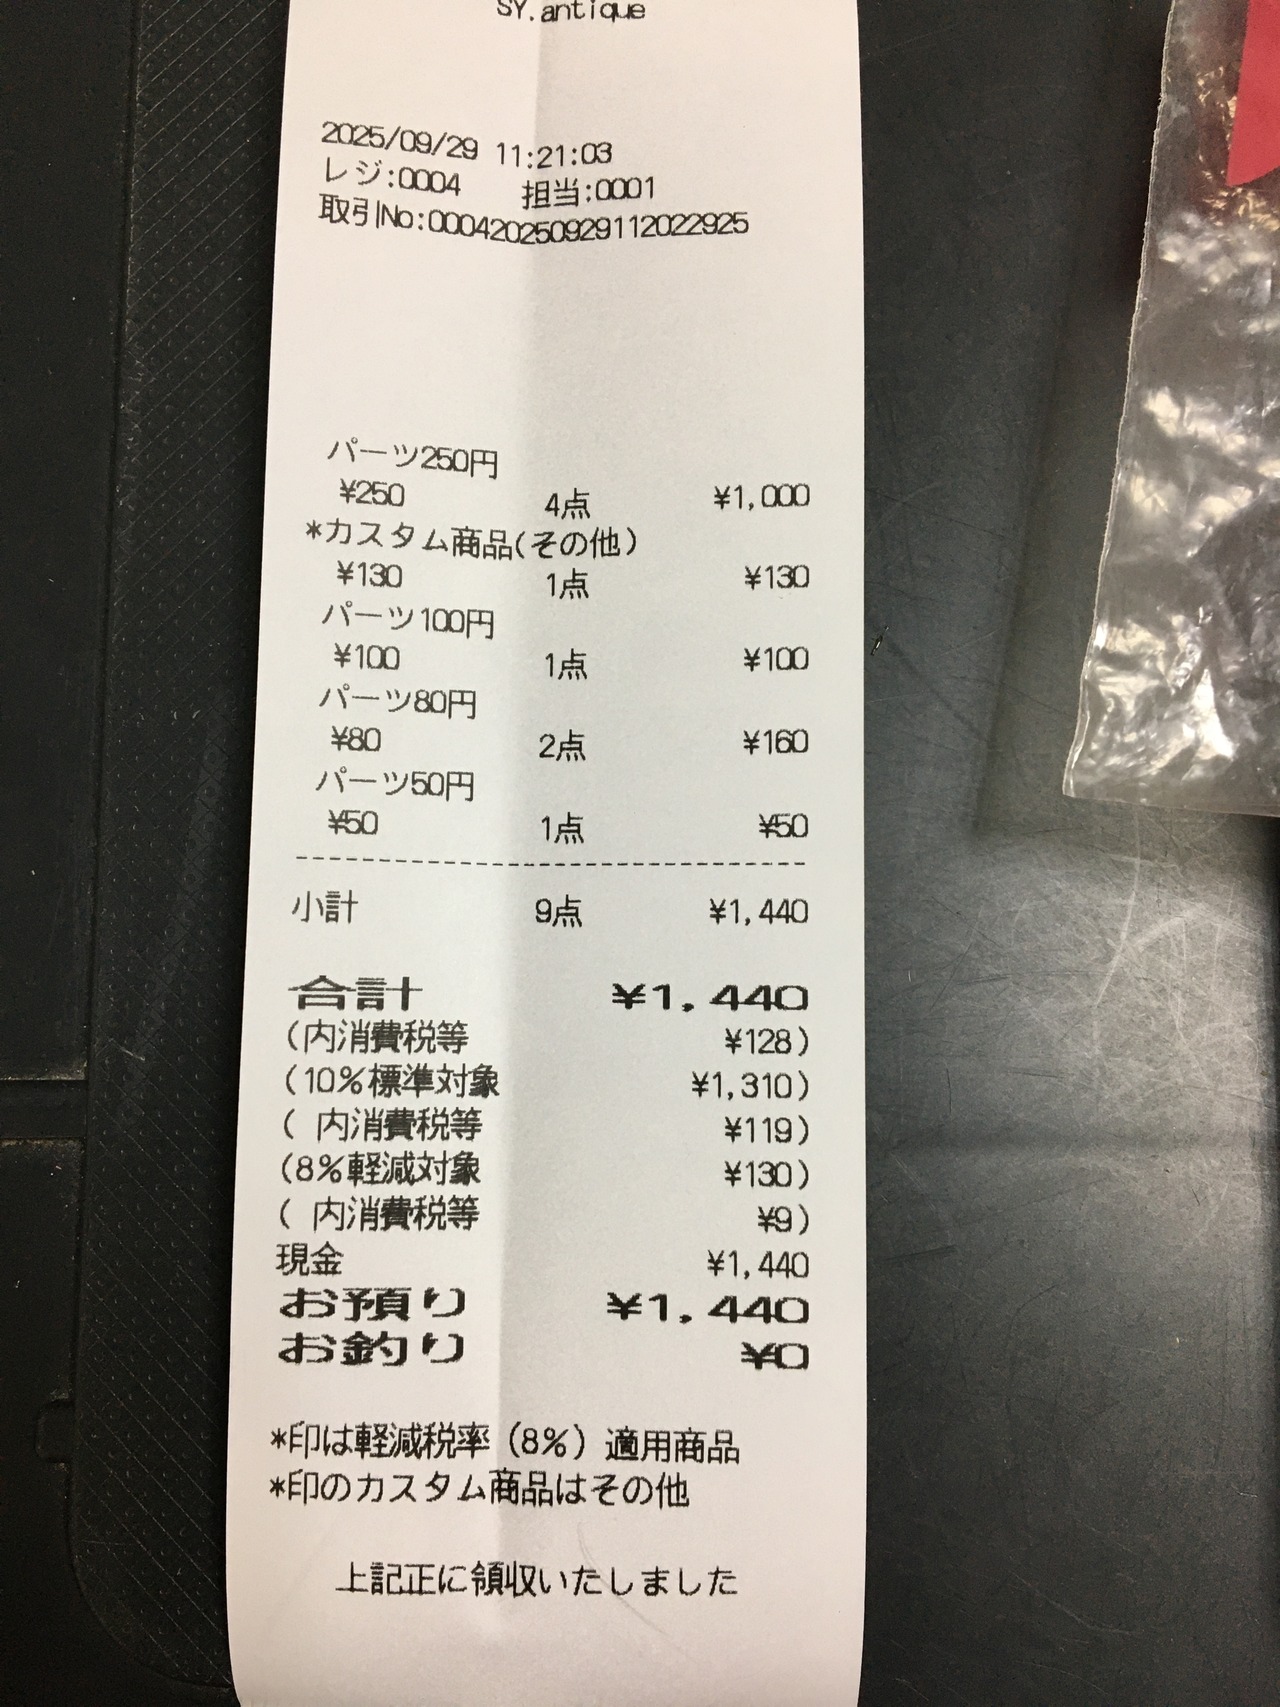 SY.antique
2025/09/29 11:21:03
レジ:0004 担当:0001
取引No:000420250929112022925
パーツ250円
¥250 4点 ¥1,000
*カスタム商品(その他)
¥130 1点 ¥130
パーツ100円
¥100 1点 ¥100
パーツ80円
¥80 2点 ¥160
パーツ50円
¥50 1点 ¥50
小計 9点 ¥1,440
合計 ¥1,440
(内消費税等 ¥128)
(10%標準対象 ¥1,310)
( 内消費税等 ¥119)
(8%軽減対象 ¥130)
( 内消費税等 ¥9)
現金 ¥1,440
お預り ¥1,440
お釣り ¥0
*印は軽減税率(8%)適用商品
*印のカスタム商品はその他
上記正に領収いたしました